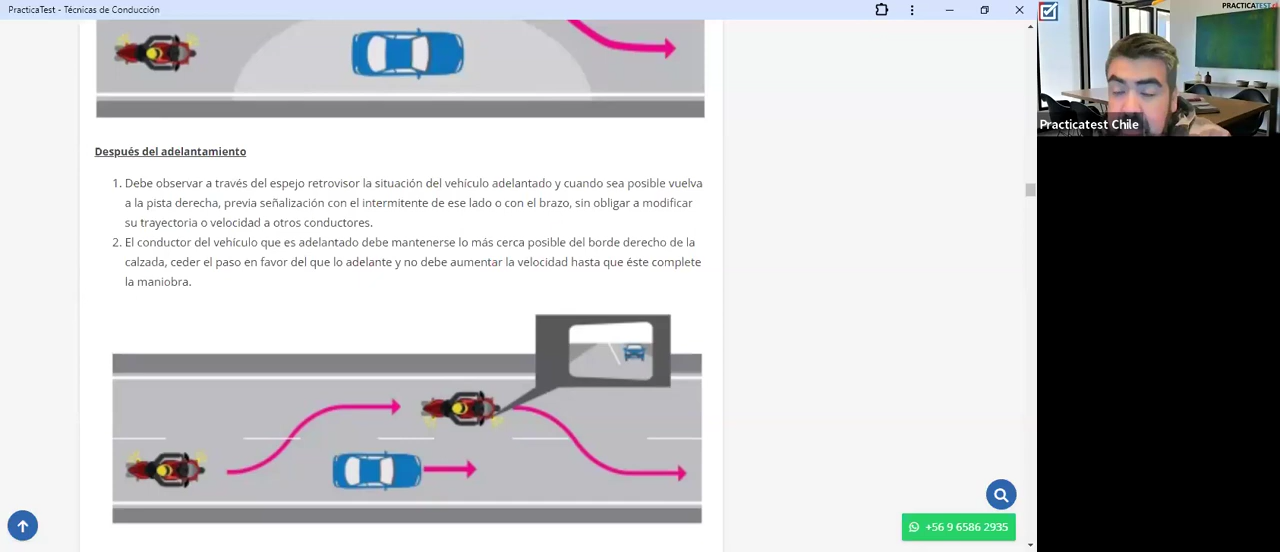 PracticaTest - Técnicas de Conducción
PRACTICATEST
Practicatest Chile
Después del adelantamiento
1. Debe observar a través del espejo retrovisor la situación del vehículo adelantado y cuando sea posible vuelva
a la pista derecha, previa señalización con el intermitente de ese lado o con el brazo, sin obligar a modificar
su trayectoria o velocidad a otros conductores.
2. El conductor del vehículo que es adelantado debe mantenerse lo más cerca posible del borde derecho de la
calzada, ceder el paso en favor del que lo adelante y no debe aumentar la velocidad hasta que éste complete
la maniobra.
+56 9 6586 2935